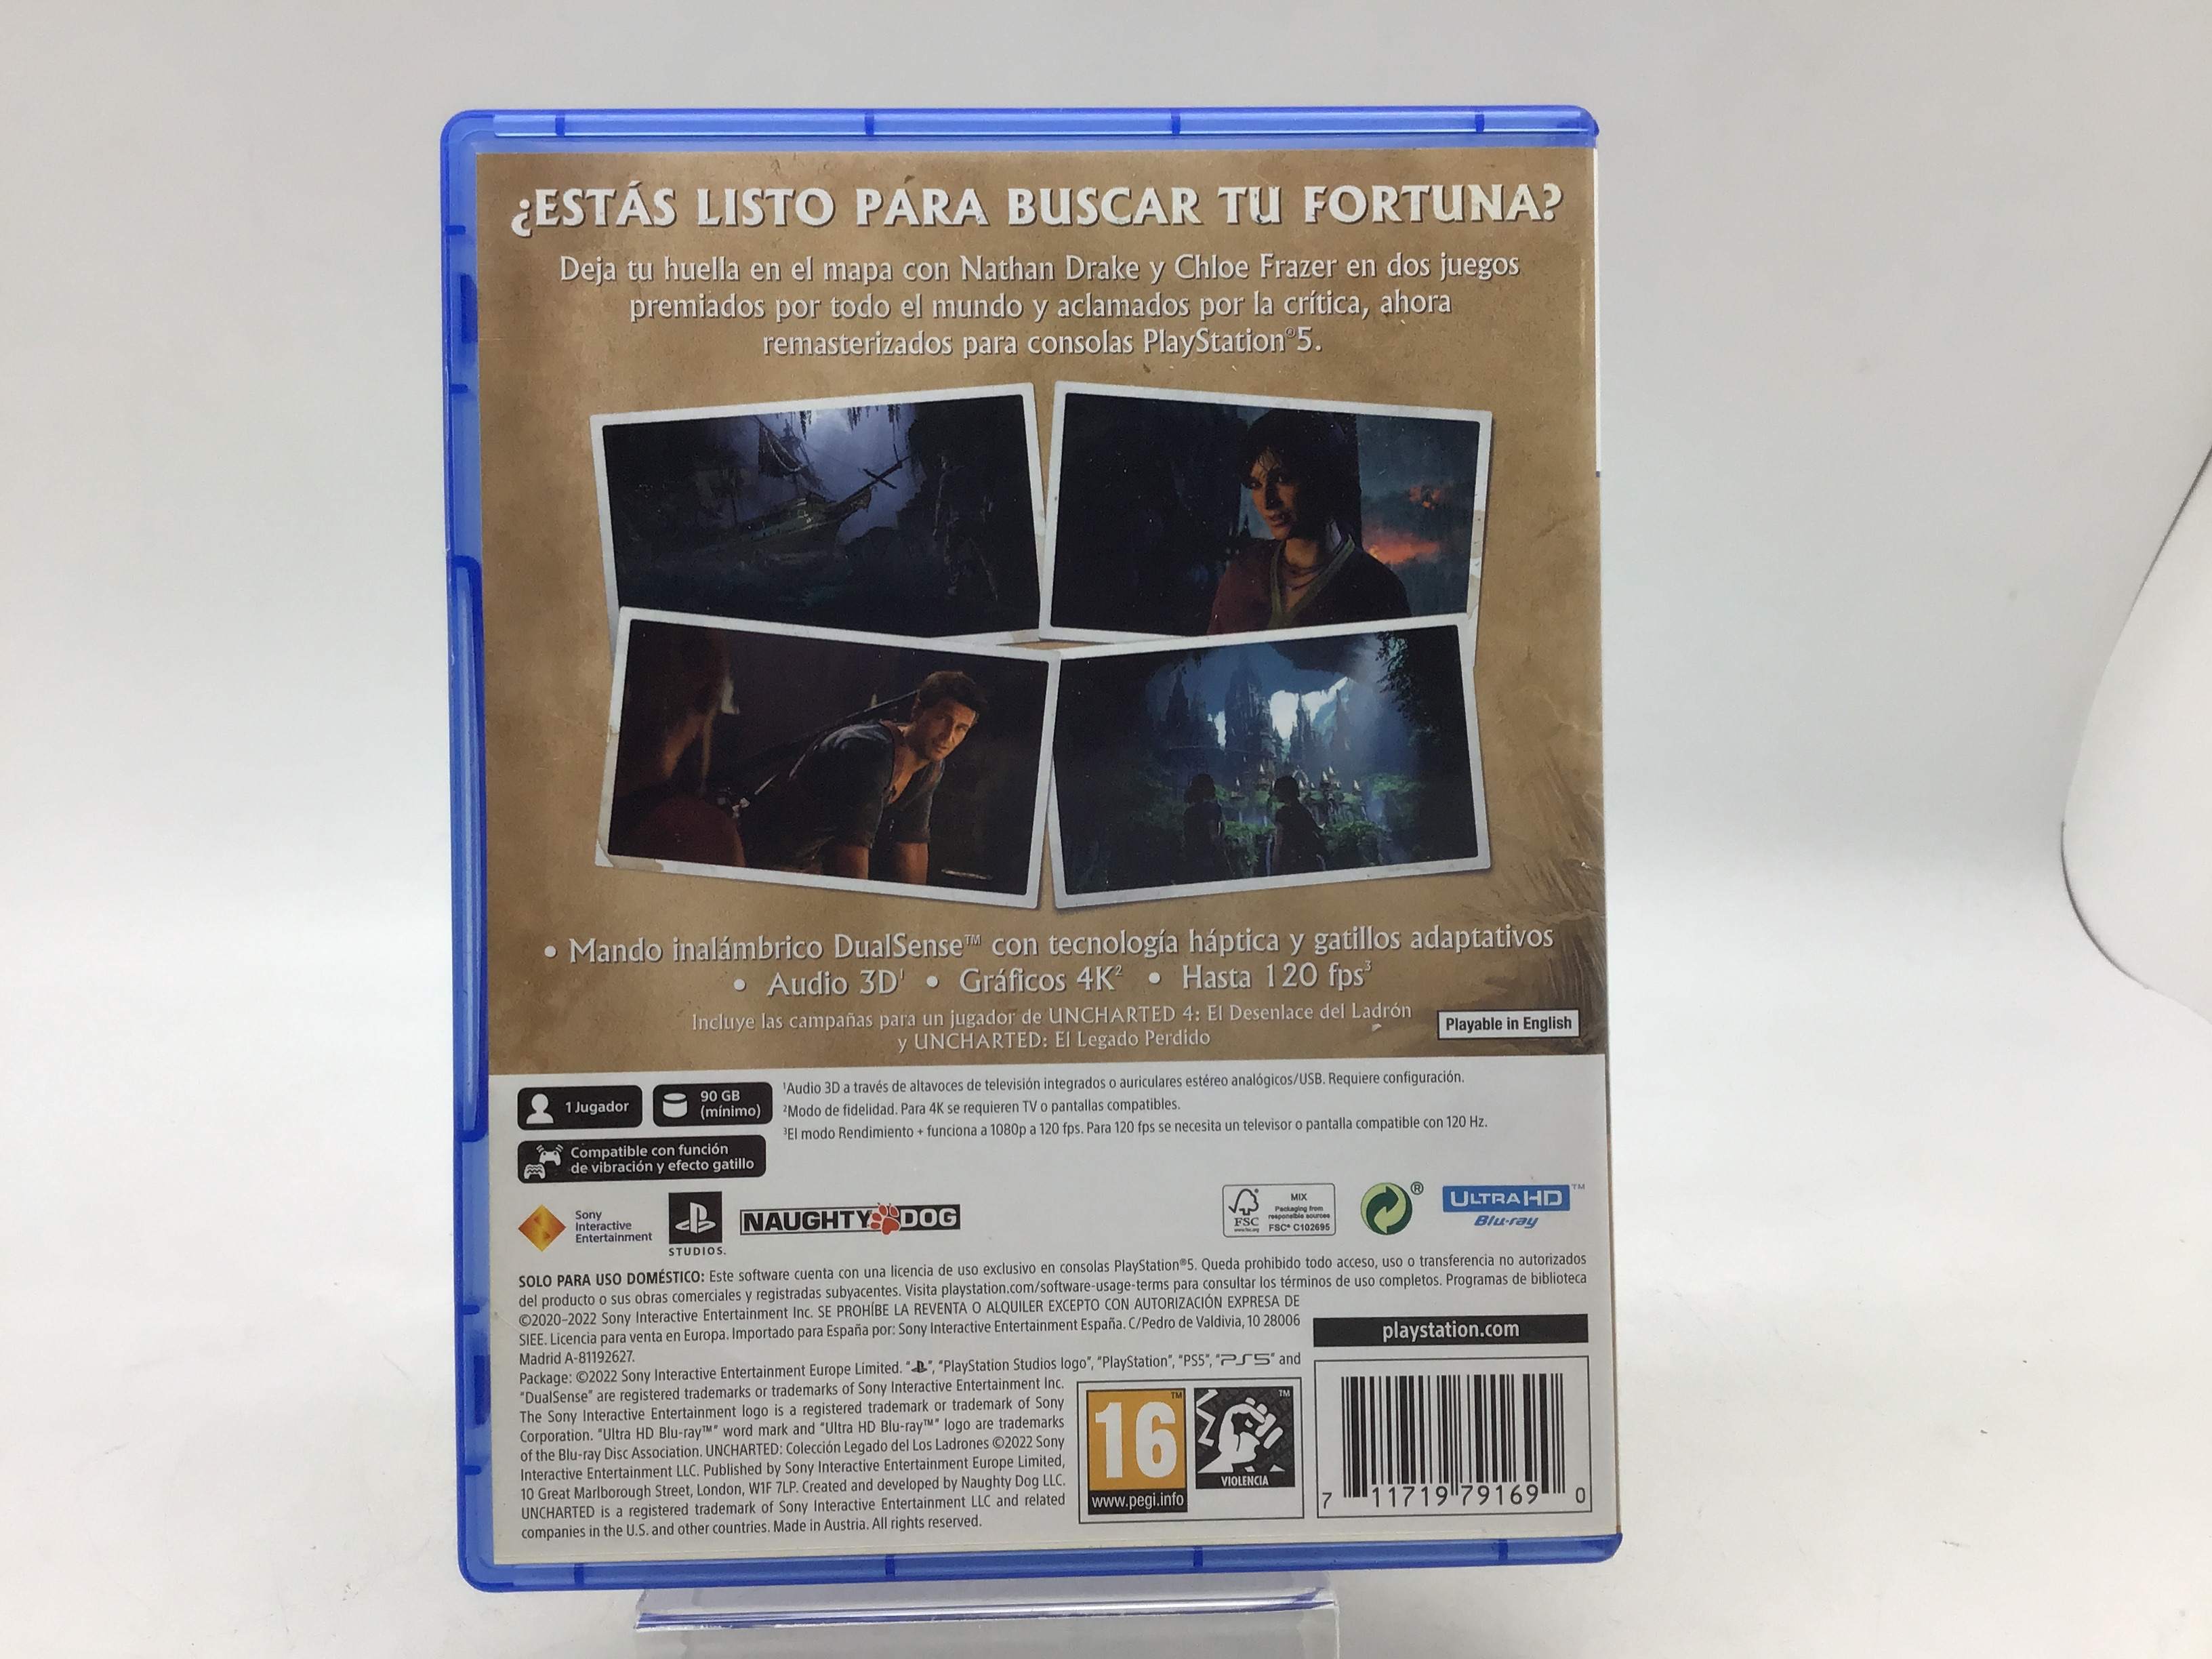 ¿ESTÁS LISTO PARA BUSCAR TU FORTUNA?
Deja tu huella en el mapa con Nathan Drake y Chloe Frazer en dos juegos
premiados por todo el mundo y aclamados por la crítica, ahora
remasterizados para consolas PlayStation®5.
• Mando inalámbrico DualSense™ con tecnología háptica y gatillos adaptativos
• Audio 3D¹ • Gráficos 4K² • Hasta 120 fps³
Incluye las campañas para un jugador de UNCHARTED 4: El Desenlace del Ladrón
y UNCHARTED: El Legado Perdido
Playable in English
1 Jugador
90 GB
(mínimo)
Compatible con función
de vibración y efecto gatillo
¹Audio 3D a través de altavoces de televisión integrados o auriculares estéreo analógicos/USB. Requiere configuración.
²Modo de fidelidad. Para 4K se requieren TV o pantallas compatibles.
³El modo Rendimiento + funciona a 1080p a 120 fps. Para 120 fps se necesita un televisor o pantalla compatible con 120 Hz.
Sony
Interactive
Entertainment
STUDIOS.
NAUGHTY DOG
FSC
MIX
Packaging from
responsible sources
FSC® C102695
®
ULTRA HD™
Blu-ray
SOLO PARA USO DOMÉSTICO: Este software cuenta con una licencia de uso exclusivo en consolas PlayStation®5. Queda prohibido todo acceso, uso o transferencia no autorizados
del producto o sus obras comerciales y registradas subyacentes. Visita playstation.com/software-usage-terms para consultar los términos de uso completos. Programas de biblioteca
©2020-2022 Sony Interactive Entertainment Inc. SE PROHÍBE LA REVENTA O ALQUILER EXCEPTO CON AUTORIZACIÓN EXPRESA DE
SIEE. Licencia para venta en Europa. Importado para España por: Sony Interactive Entertainment España. C/Pedro de Valdivia, 10 28006
Madrid A-81192627.
Package: ©2022 Sony Interactive Entertainment Europe Limited. "", "PlayStation Studios logo", "PlayStation", "PS5", "PS5" and
"DualSense" are registered trademarks or trademarks of Sony Interactive Entertainment Inc.
The Sony Interactive Entertainment logo is a registered trademark or trademark of Sony
Corporation. "Ultra HD Blu-ray™" word mark and "Ultra HD Blu-ray™" logo are trademarks
of the Blu-ray Disc Association. UNCHARTED: Colección Legado del Los Ladrones ©2022 Sony
Interactive Entertainment LLC. Published by Sony Interactive Entertainment Europe Limited,
10 Great Marlborough Street, London, W1F 7LP. Created and developed by Naughty Dog LLC.
UNCHARTED is a registered trademark of Sony Interactive Entertainment LLC and related
companies in the U.S. and other countries. Made in Austria. All rights reserved.
playstation.com
16™
www.pegi.info
™
VIOLENCIA
7 11719 79169 0